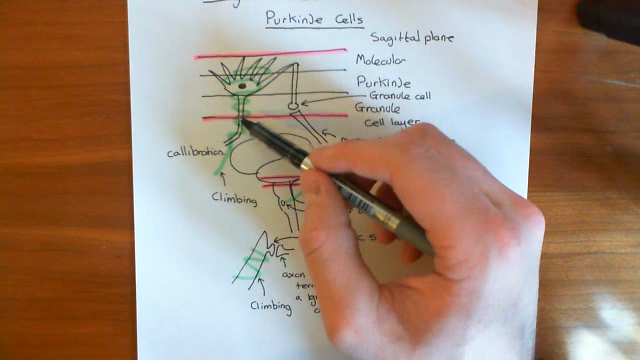 Purkinje Cells
Sagittal plane
Molecular
Purkinje
Granule cell
Granule
cell layer
callibration
Climbing
axon
Climbing